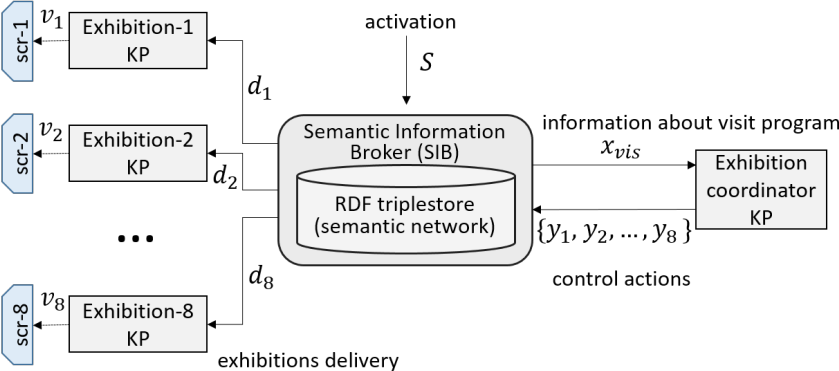 scr-1
v1
Exhibition-1
KP
d1
activation
S
scr-2
v2
Exhibition-2
KP
d2
Semantic Information
Broker (SIB)
RDF triplestore
(semantic network)
information about visit program
xvis
Exhibition
coordinator
KP
{y1, y2, ..., y8 }
control actions
...
scr-8
v8
Exhibition-8
KP
d8
exhibitions delivery